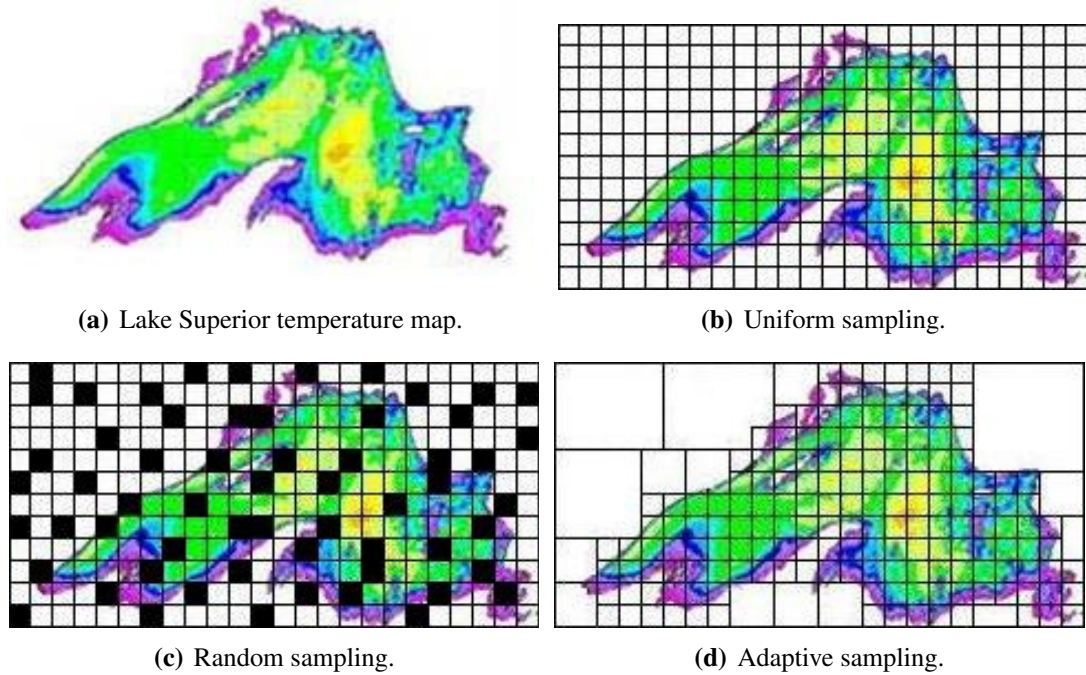 (a) Lake Superior temperature map.
(b) Uniform sampling.
(c) Random sampling.
(d) Adaptive sampling.